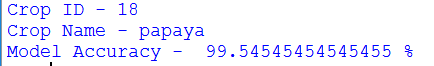 Crop ID - 18
Crop Name - papaya
Model Accuracy -  99.54545454545455 %